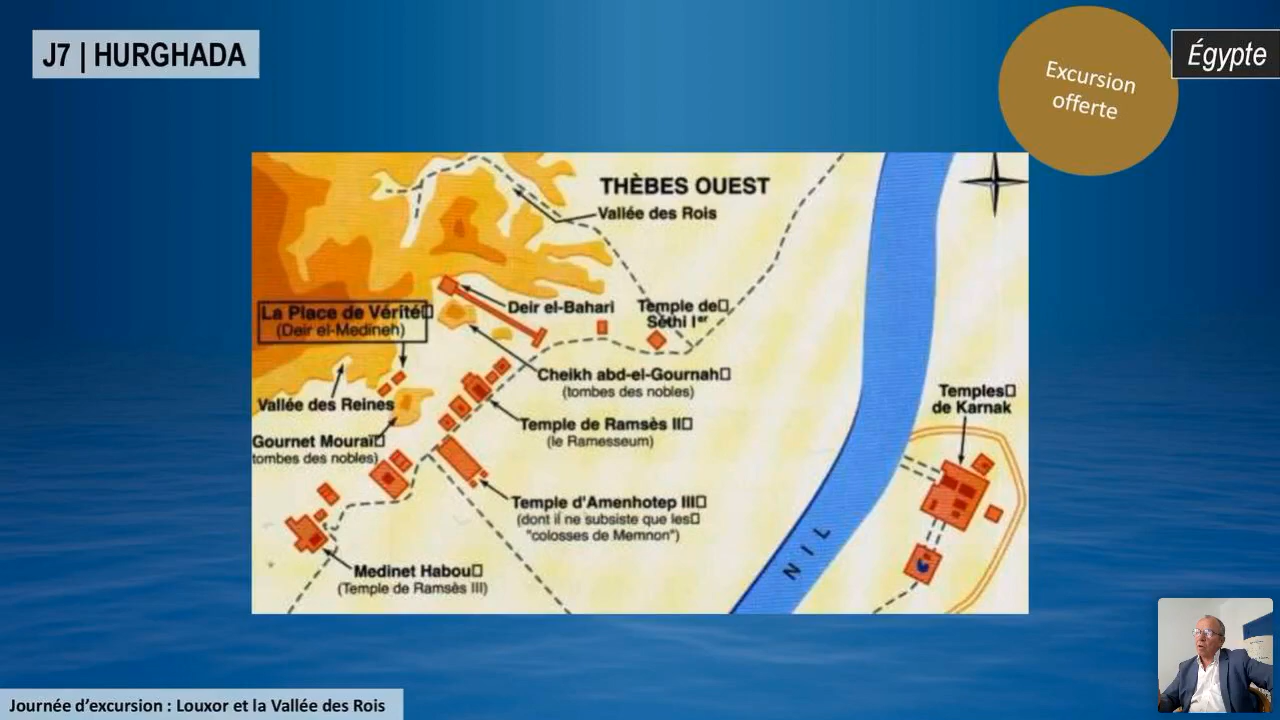 J7 | HURGHADA
Excursion
offerte
Égypte
THÈBES OUEST
Vallée des Rois
Deir el-Bahari
Temple de
Séthi Iᵉʳ
La Place de Vérité
(Deir el-Medineh)
Cheikh abd-el-Gournah
(tombes des nobles)
Temples
de Karnak
Vallée des Reines
Temple de Ramsès II
(le Ramesseum)
Gournet Mouraï
tombes des nobles)
Temple d'Amenhotep III
(dont il ne subsiste que les
"colosses de Memnon")
NIL
Medinet Habou
(Temple de Ramsès III)
Journée d’excursion : Louxor et la Vallée des Rois